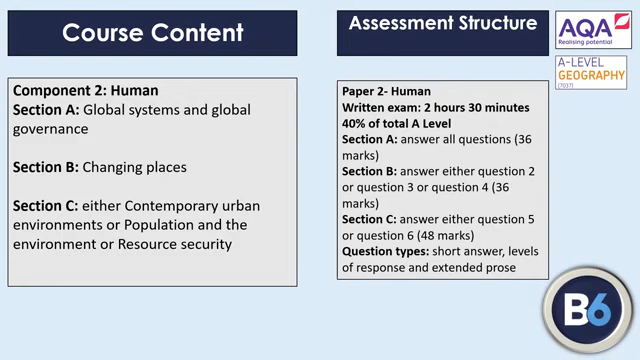 Course Content
Component 2: Human
Section A: Global systems and global
governance
Section B: Changing places
Section C: either Contemporary urban
environments or Population and the
environment or Resource security
Assessment Structure
Paper 2- Human
Written exam: 2 hours 30 minutes
40% of total A Level
Section A: answer all questions (36
marks)
Section B: answer either question 2
or question 3 or question 4 (36
marks)
Section C: answer either question 5
or question 6 (48 marks)
Question types: short answer, levels
of response and extended prose
AQA
Realising potential
A-LEVEL
GEOGRAPHY
(7037)
B6